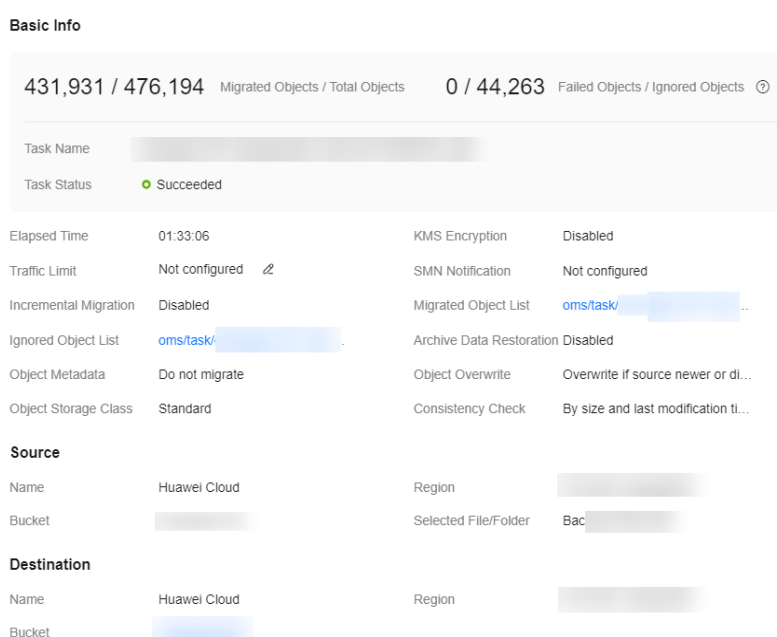 Basic Info
431,931 / 476,194 Migrated Objects / Total Objects 0 / 44,263 Failed Objects / Ignored Objects ?
Task Name
Task Status Succeeded
Elapsed Time 01:33:06 KMS Encryption Disabled
Traffic Limit Not configured SMN Notification Not configured
Incremental Migration Disabled Migrated Object List oms/task/ ..
Ignored Object List oms/task/ . Archive Data Restoration Disabled
Object Metadata Do not migrate Object Overwrite Overwrite if source newer or di...
Object Storage Class Standard Consistency Check By size and last modification ti...
Source
Name Huawei Cloud Region
Bucket Selected File/Folder Bac
Destination
Name Huawei Cloud Region
Bucket